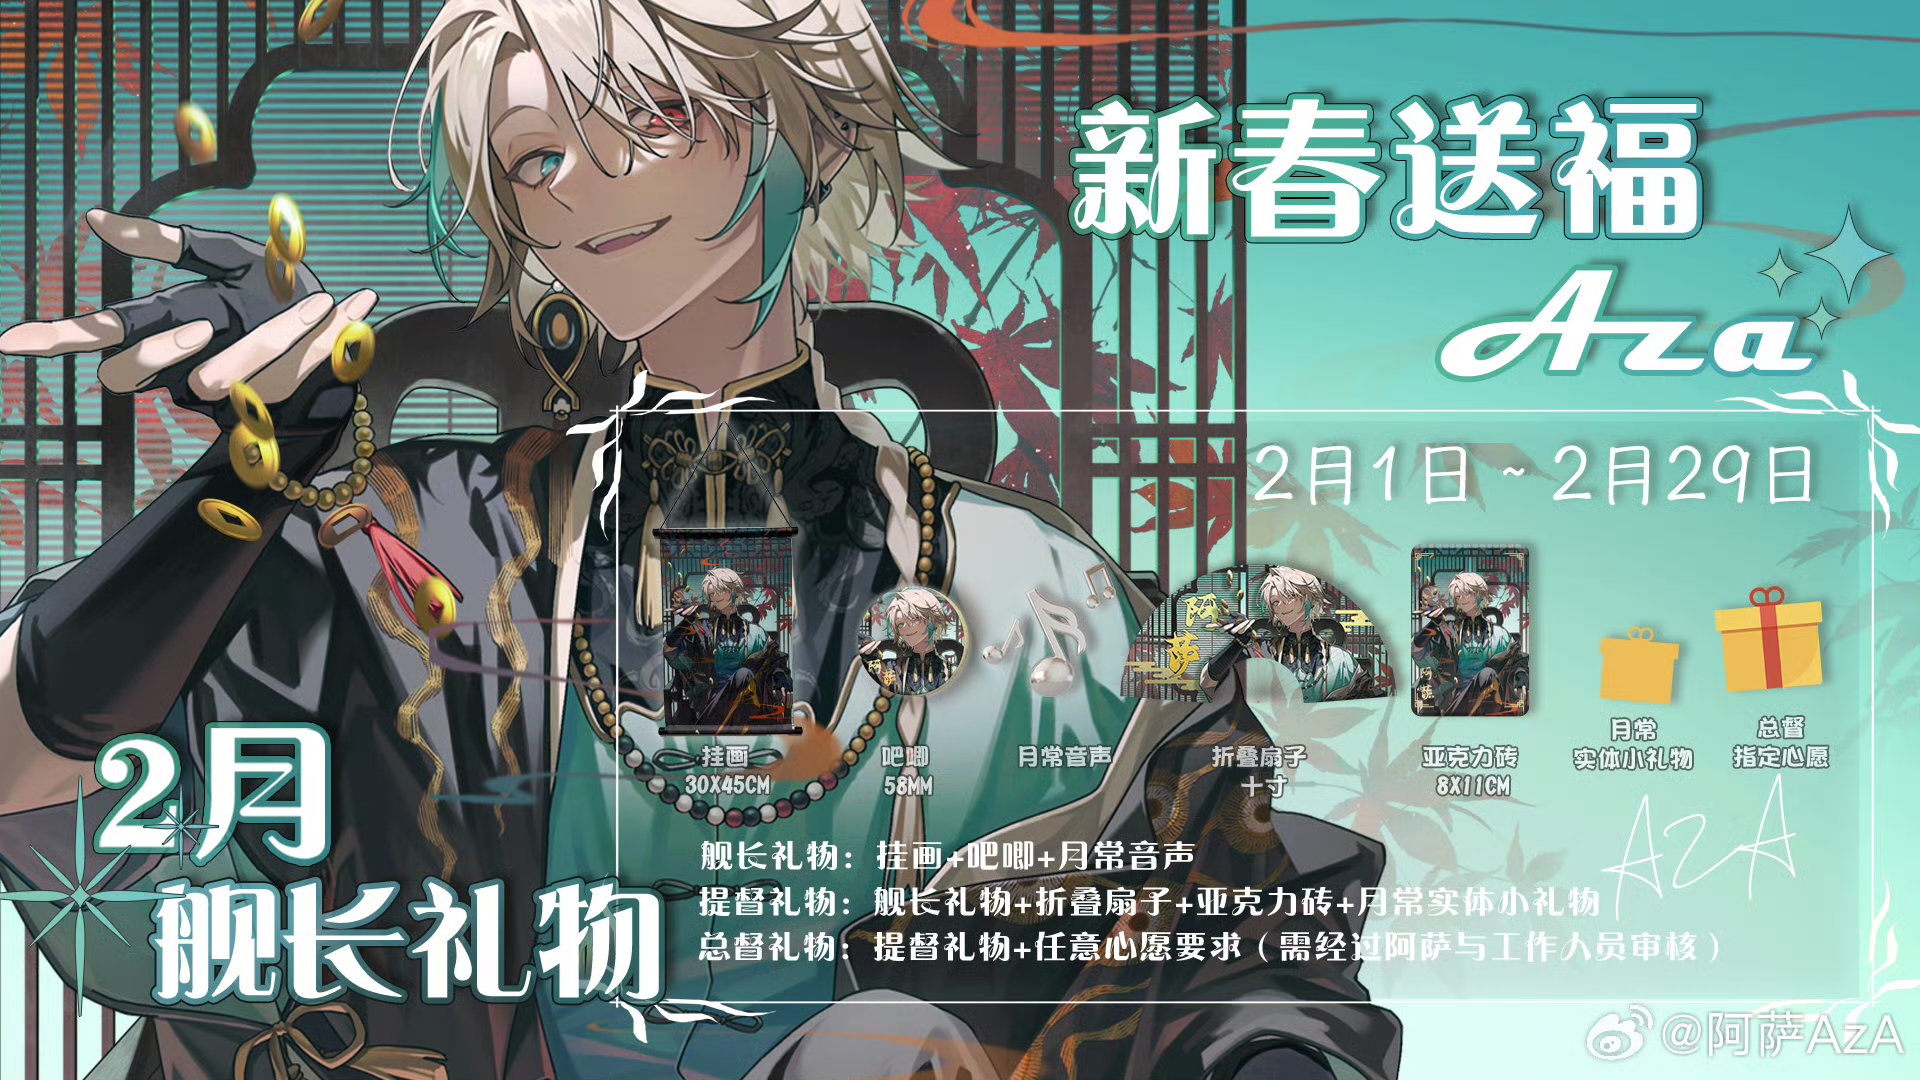 新春送福
Aza
2月1日~2月29日
阿萨
阿萨
阿萨
挂画
30X45CM
吧唧
58MM
月常音声
折叠扇子
十寸
亚克力砖
8X11CM
月常
实体小礼物
总督
指定心愿
AZA
2月
舰长礼物
舰长礼物：挂画+吧唧+月常音声
提督礼物：舰长礼物+折叠扇子+亚克力砖+月常实体小礼物
总督礼物：提督礼物+任意心愿要求（需经过阿萨与工作人员审核）
@阿萨AzA